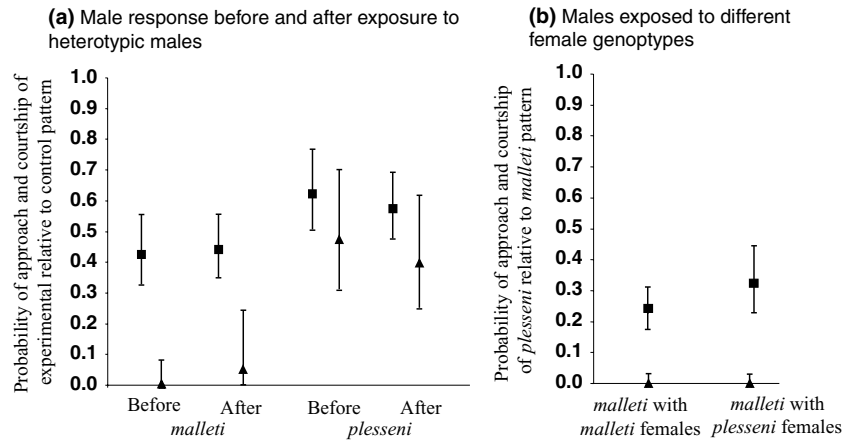 (a) Male response before and after exposure to
heterotypic males
Probability of approach and courtship of
experimental relative to control pattern
1.0
0.9
0.8
0.7
0.6
0.5
0.4
0.3
0.2
0.1
0.0
Before After Before After
malleti plesseni
(b) Males exposed to different
female genoptypes
Probability of approach and courtship
of plesseni relative to malleti pattern
1.0
0.9
0.8
0.7
0.6
0.5
0.4
0.3
0.2
0.1
0.0
malleti with malleti with
malleti females plesseni females